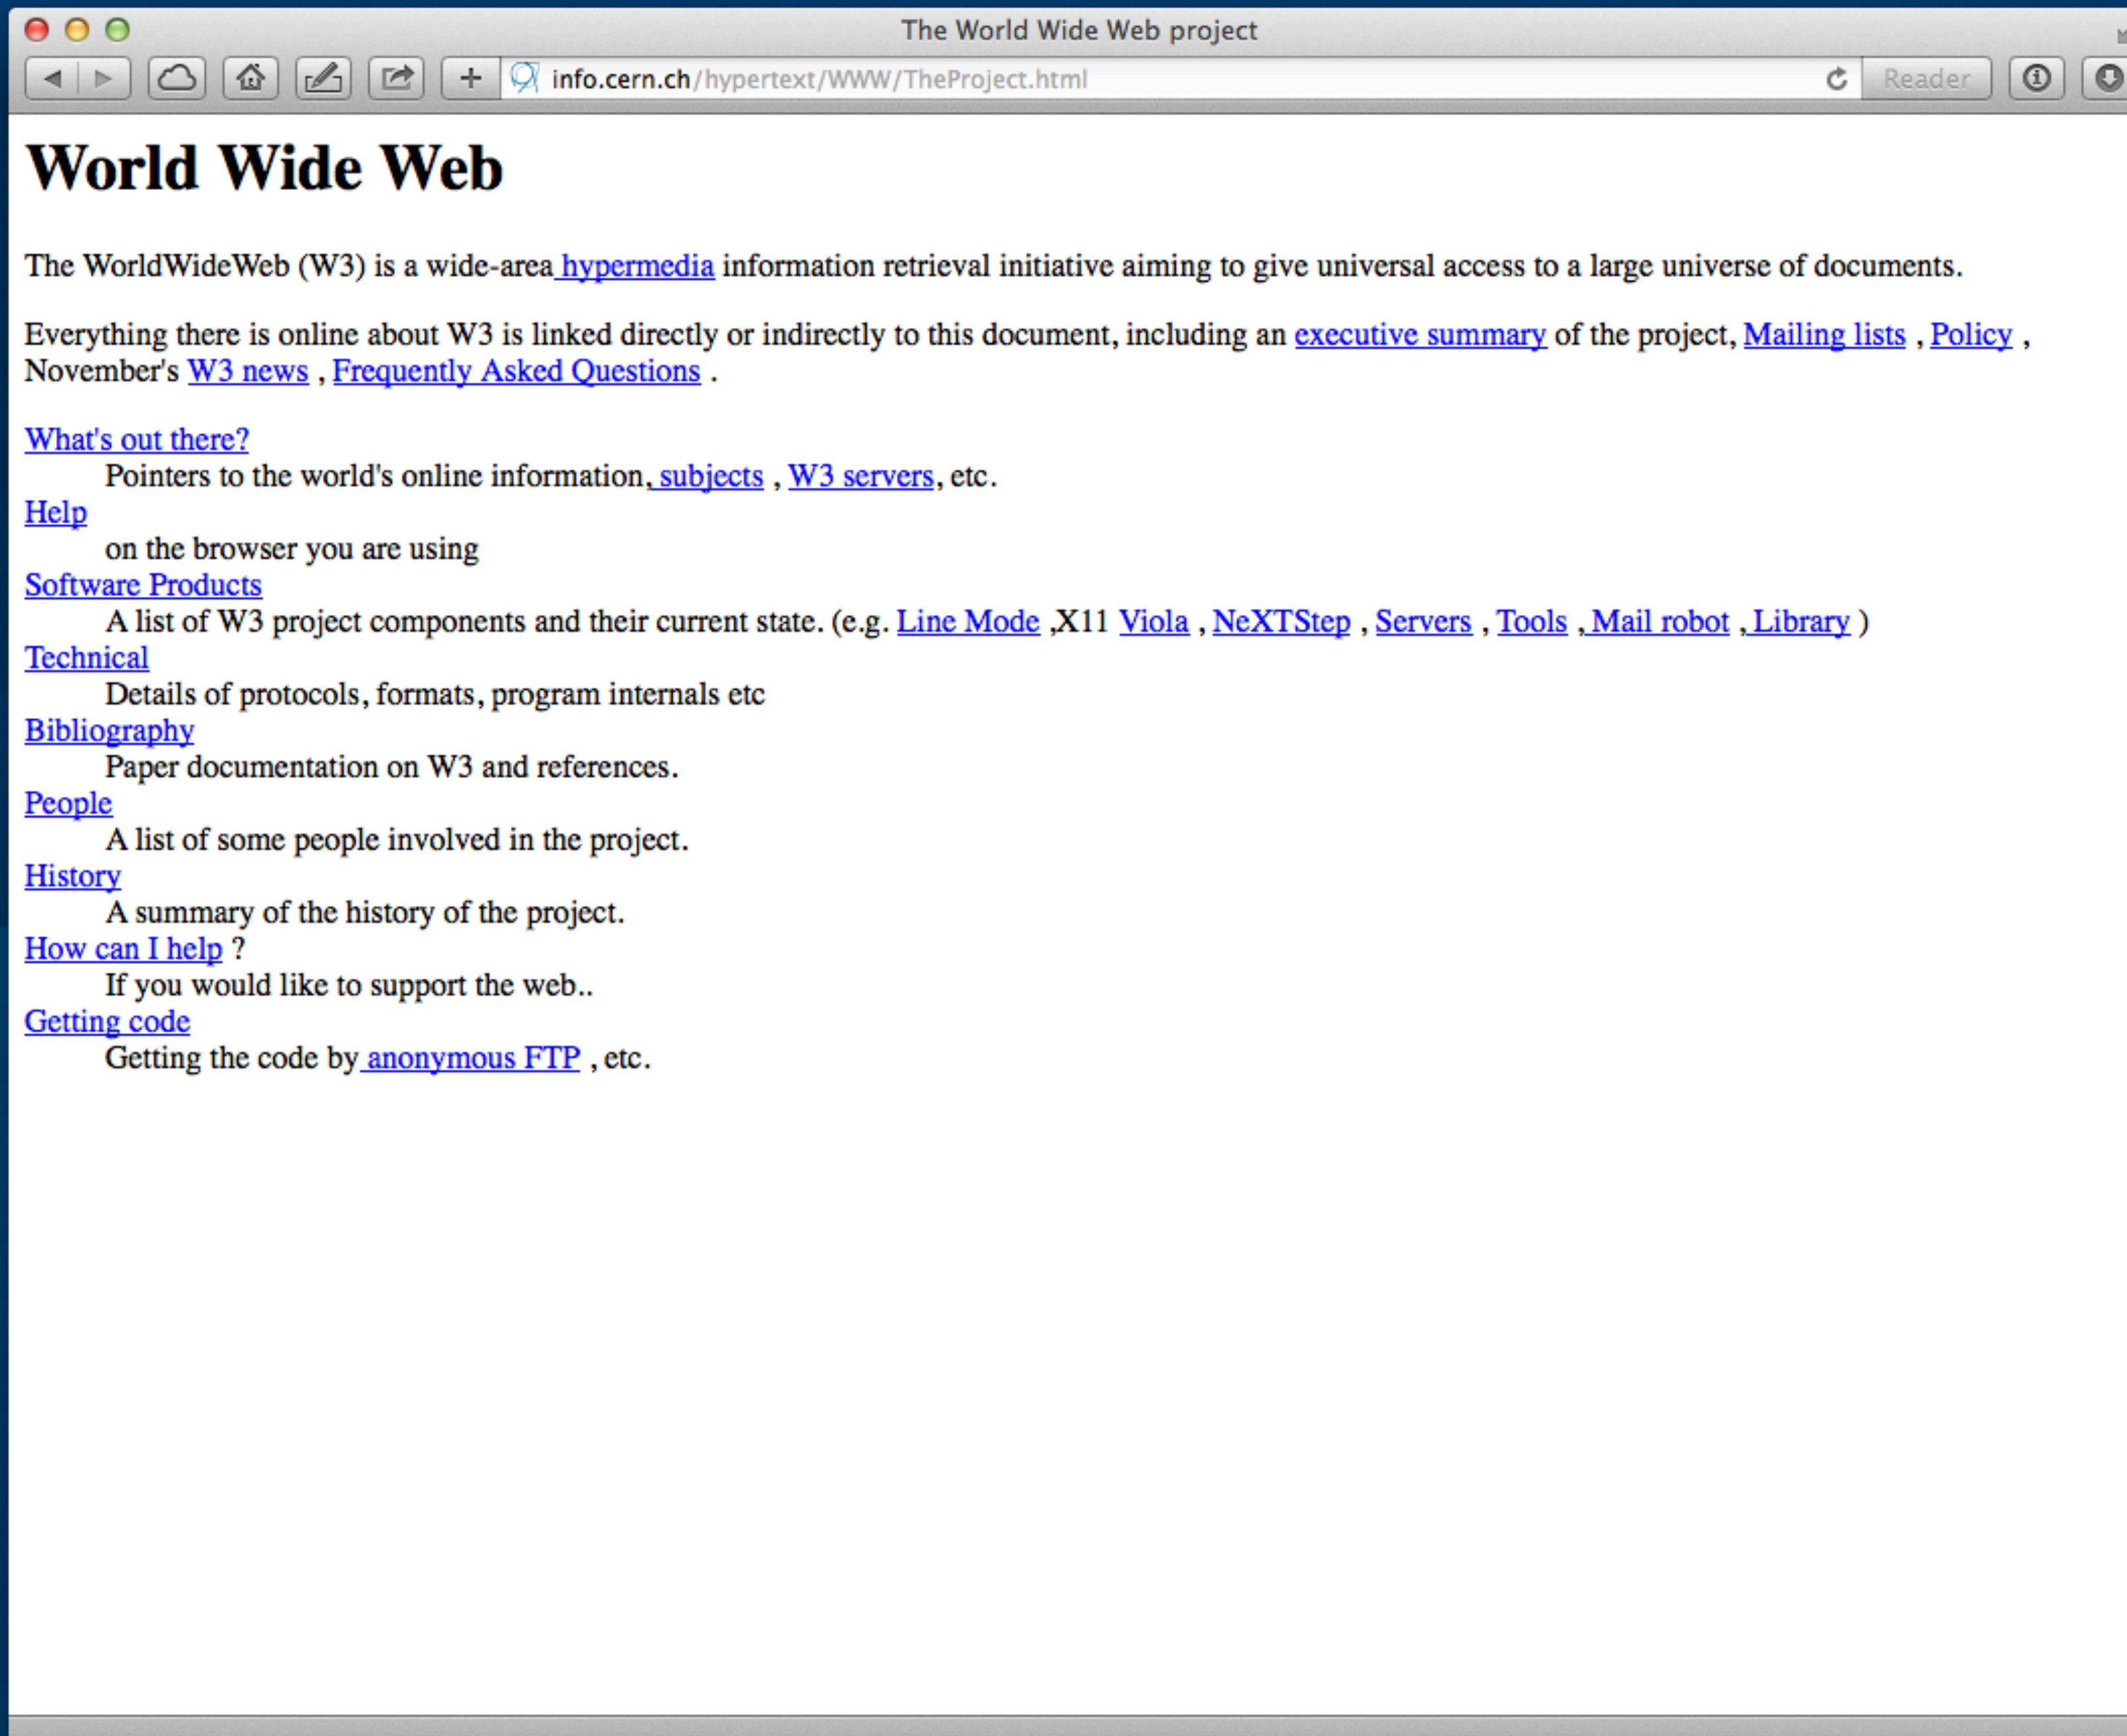 The World Wide Web project
info.cern.ch/hypertext/WWW/TheProject.html
Reader
World Wide Web
The WorldWideWeb (W3) is a wide-area hypermedia information retrieval initiative aiming to give universal access to a large universe of documents.
Everything there is online about W3 is linked directly or indirectly to this document, including an executive summary of the project, Mailing lists , Policy ,
November's W3 news , Frequently Asked Questions .
What's out there?
Pointers to the world's online information, subjects , W3 servers, etc.
Help
on the browser you are using
Software Products
A list of W3 project components and their current state. (e.g. Line Mode ,X11 Viola , NeXTStep , Servers , Tools , Mail robot , Library )
Technical
Details of protocols, formats, program internals etc
Bibliography
Paper documentation on W3 and references.
People
A list of some people involved in the project.
History
A summary of the history of the project.
How can I help ?
If you would like to support the web..
Getting code
Getting the code by anonymous FTP , etc.